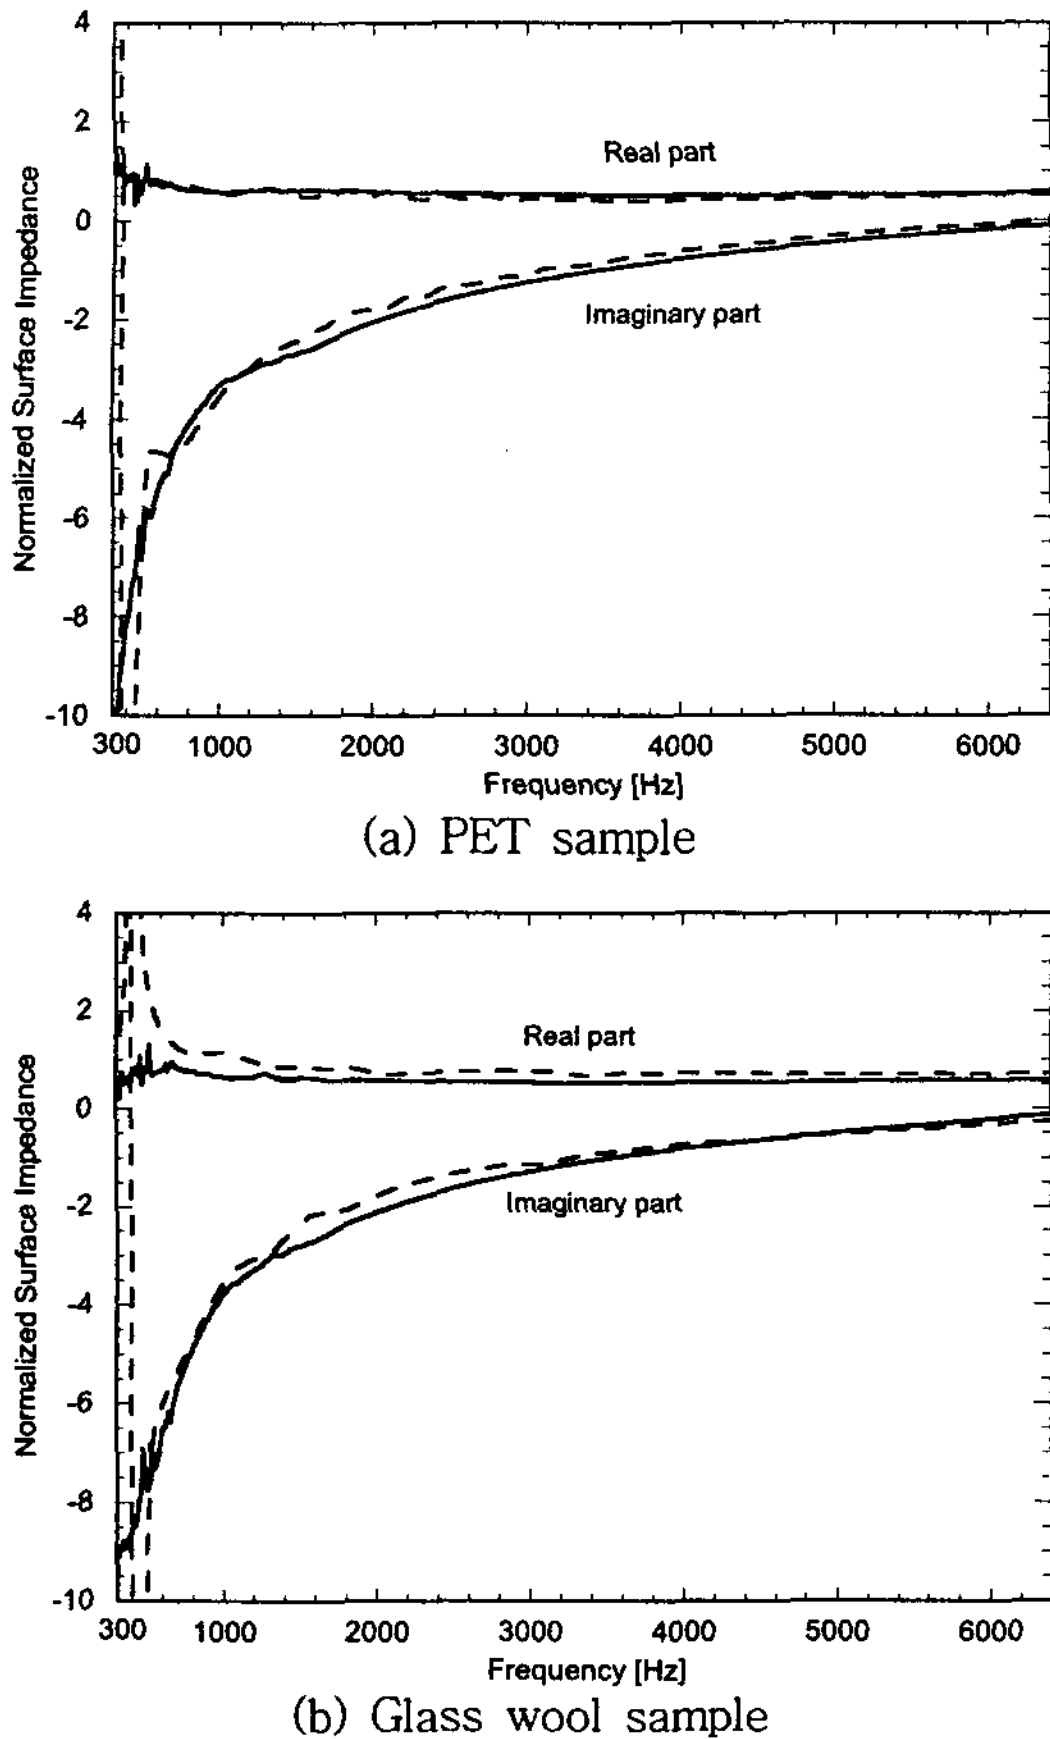 4
2
0
-2
-4
-6
-8
-10
Normalized Surface Impedance
Real part
Imaginary part
300 1000 2000 3000 4000 5000 6000
Frequency [Hz]
(a) PET sample
4
2
0
-2
-4
-6
-8
-10
Normalized Surface Impedance
Real part
Imaginary part
300 1000 2000 3000 4000 5000 6000
Frequency [Hz]
(b) Glass wool sample